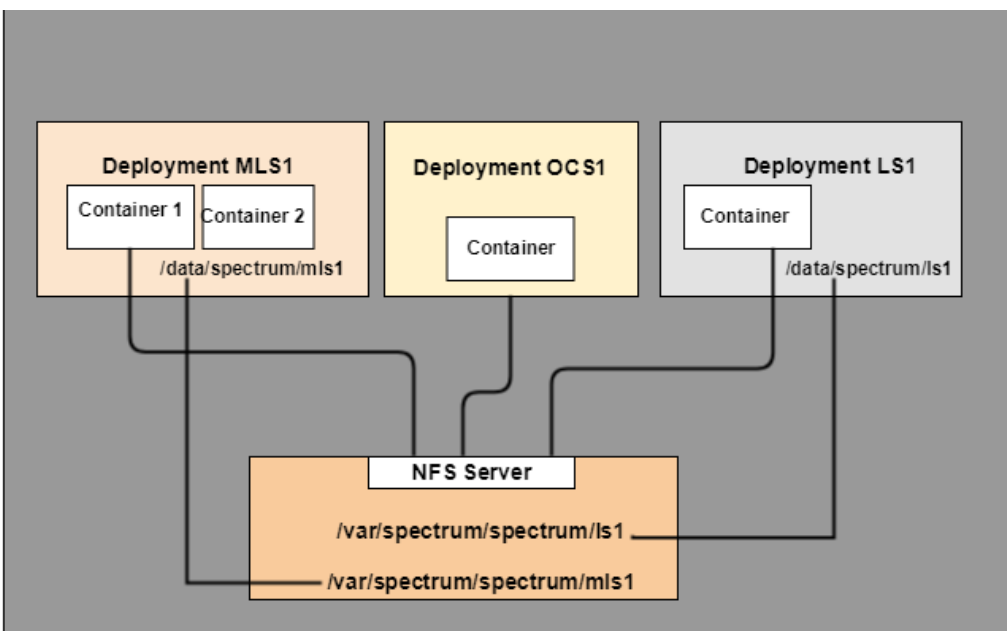 Deployment MLS1
Container 1
Container 2
/data/spectrum/mls1
Deployment OCS1
Container
Deployment LS1
Container
/data/spectrum/ls1
NFS Server
/var/spectrum/spectrum/ls1
/var/spectrum/spectrum/mls1